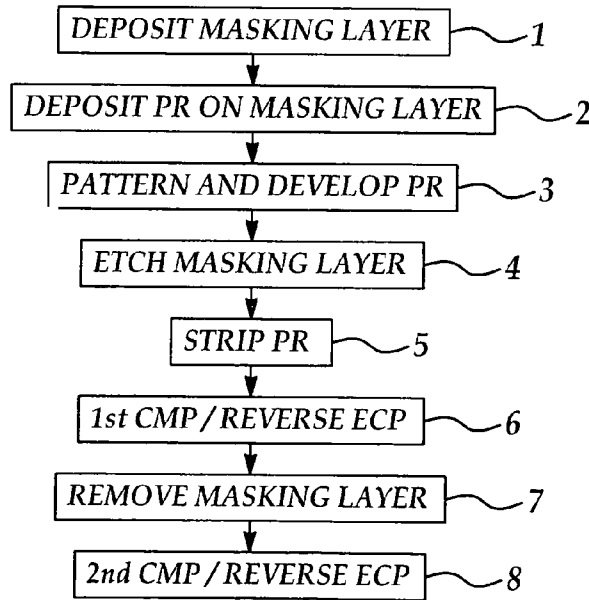 DEPOSIT MASKING LAYER 1
DEPOSIT PR ON MASKING LAYER 2
PATTERN AND DEVELOP PR 3
ETCH MASKING LAYER 4
STRIP PR 5
1st CMP / REVERSE ECP 6
REMOVE MASKING LAYER 7
2nd CMP / REVERSE ECP 8